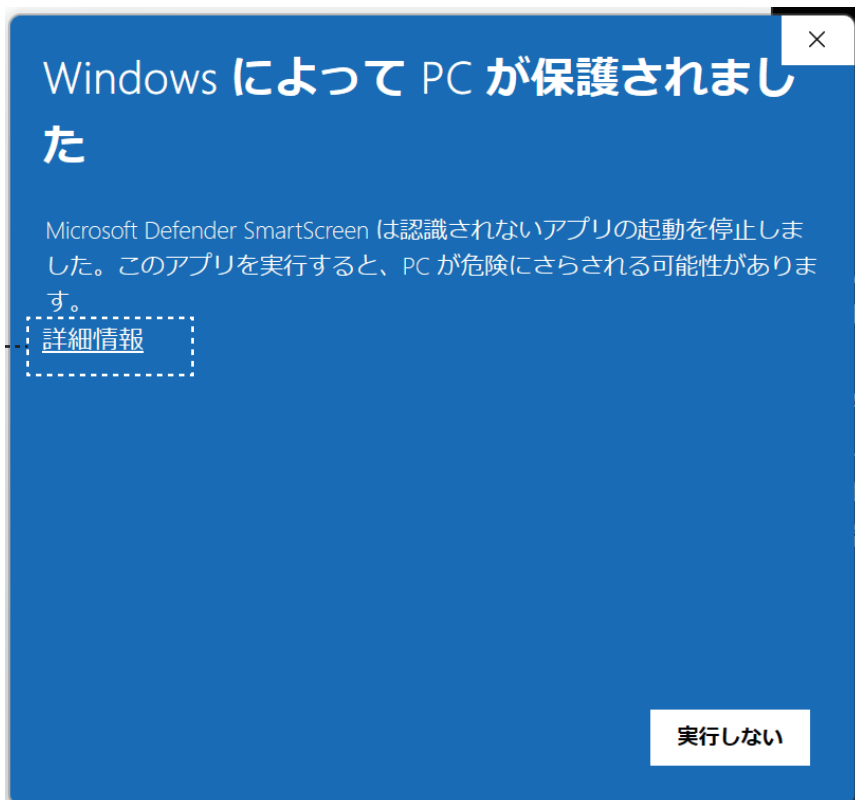 Windows によって PC が保護されまし
た
Microsoft Defender SmartScreen は認識されないアプリの起動を停止しま
した。このアプリを実行すると、PC が危険にさらされる可能性がありま
す。
詳細情報
実行しない